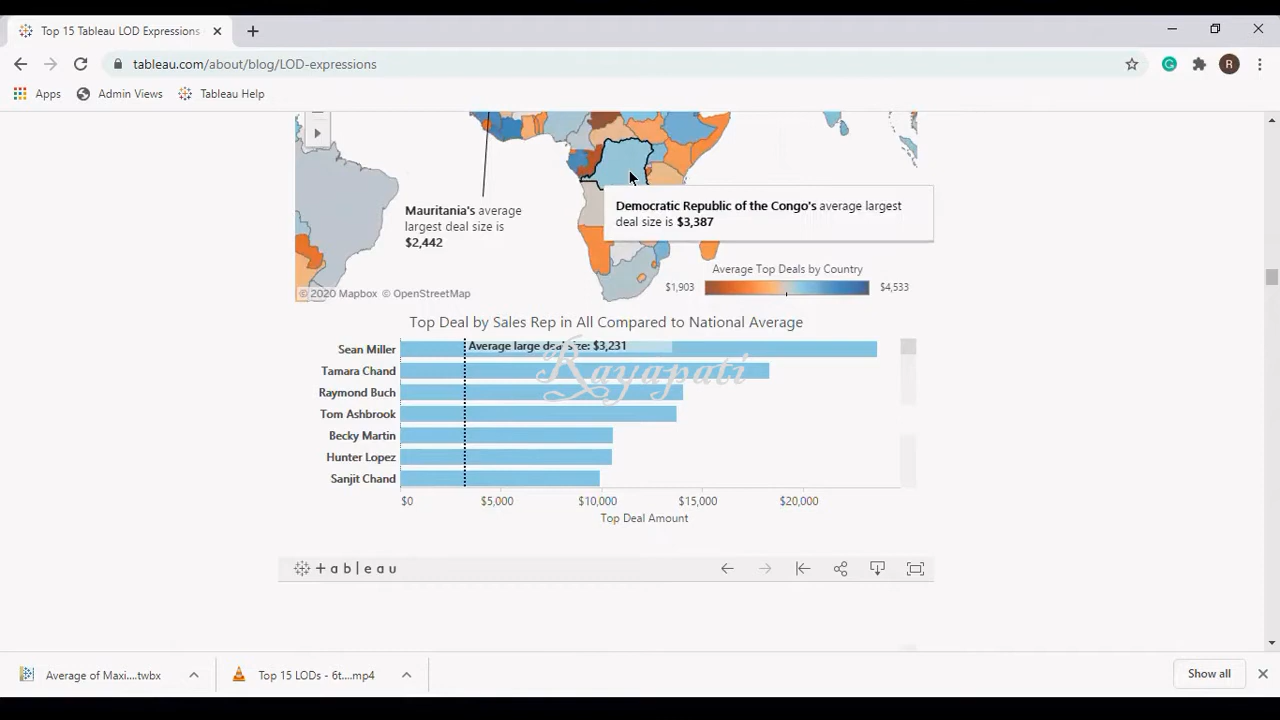 Top 15 Tableau LOD Expressions
tableau.com/about/blog/LOD-expressions
R
Apps
Admin Views
Tableau Help
Mauritania's average
largest deal size is
$2,442
Democratic Republic of the Congo's average largest
deal size is $3,387
Average Top Deals by Country
$1,903
$4,533
© 2020 Mapbox © OpenStreetMap
Top Deal by Sales Rep in All Compared to National Average
Average large deal size: $3,231
Sean Miller
Tamara Chand
Raymond Buch
Tom Ashbrook
Becky Martin
Hunter Lopez
Sanjit Chand
Rayapati
$0 $5,000 $10,000 $15,000 $20,000
Top Deal Amount
+ableau
Average of Maxi....twbx
Top 15 LODs - 6t....mp4
Show all